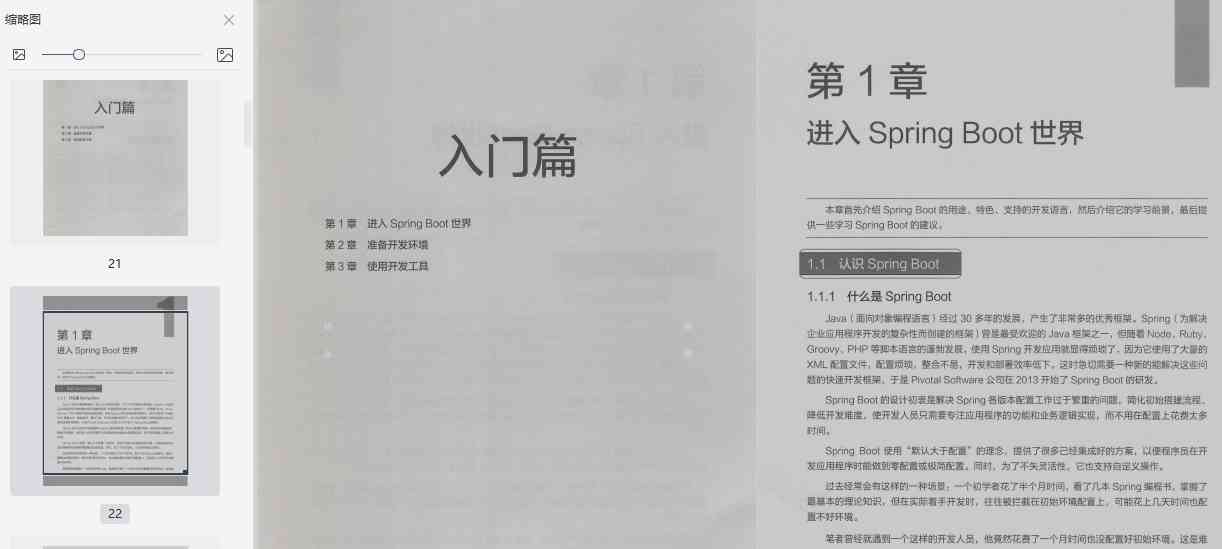 缩略图
入门篇
21
第 1 章
进入 Spring Boot 世界
22
入门篇
第 1 章 进入 Spring Boot 世界
第 2 章 准备开发环境
第 3 章 使用开发工具
第 1 章
进入 Spring Boot 世界
本章首先介绍 Spring Boot 的用途、特色、支持的开发语言，然后介绍它的学习前景，最后提
供一些学习 Spring Boot 的建议。
1.1 认识 Spring Boot
1.1.1 什么是 Spring Boot
Java（面向对象编程语言）经过 30 多年的发展，产生了非常多的优秀框架。Spring（为解决
企业应用程序开发的复杂性而创建的框架）曾是最受欢迎的 Java 框架之一，但随着 Node、Ruby、
Groovy、PHP 等脚本语言的蓬勃发展，使用 Spring 开发应用就显得烦琐了，因为它使用了大量的
XML 配置文件，配置烦琐，整合不易，开发和部署效率低下。这时急切需要一种新的能解决这些问
题的快速开发框架，于是 Pivotal Software 公司在 2013 开始了 Spring Boot 的研发。
Spring Boot 的设计初衷是解决 Spring 各版本配置工作过于繁重的问题，简化初始搭建流程、
降低开发难度，使开发人员只需要专注应用程序的功能和业务逻辑实现，而不用在配置上花费太多
时间。
Spring Boot 使用“默认大于配置”的理念，提供了很多已经集成好的方案，以便程序员在开
发应用程序时能做到零配置或极简配置。同时，为了不失灵活性，它也支持自定义操作。
过去经常会有这样的一种场景：一个初学者花了半个月时间，看了几本 Spring 编程书，掌握了
最基本的理论知识，但在实际着手开发时，往往被拦截在初始环境配置上，可能花上几天时间也配
置不好环境。
笔者曾经就遇到一个这样的开发人员，他竟然花费了一个月时间也没配置好初始环境。这是难